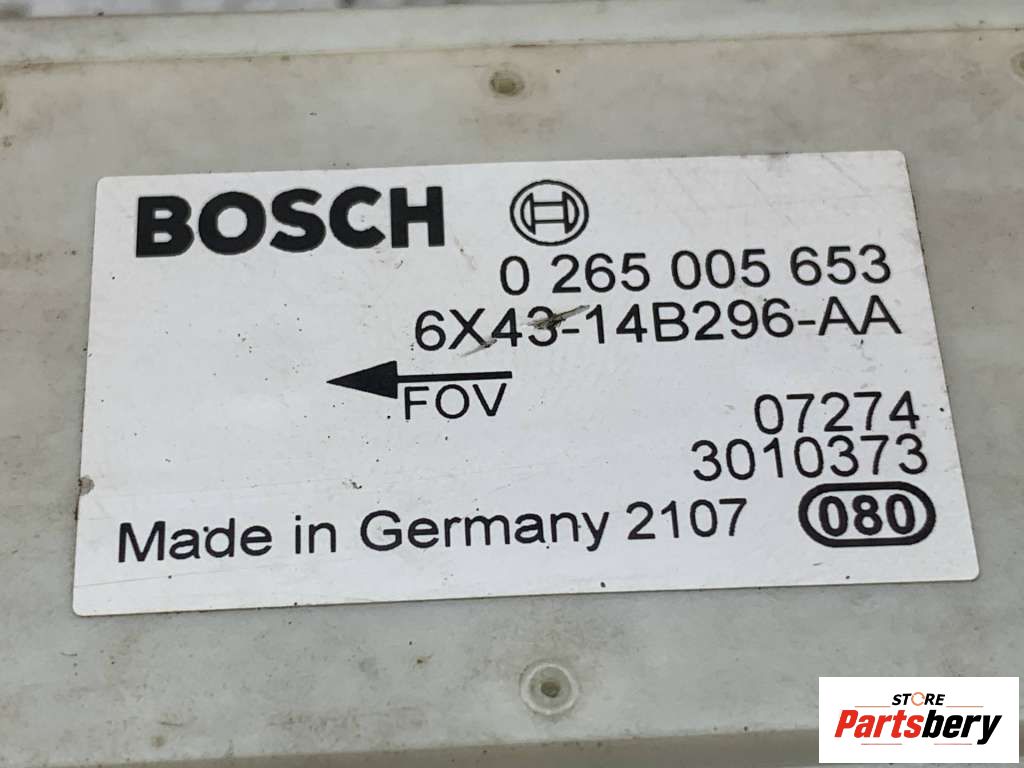 BOSCH
0 265 005 653
6X43-14B296-AA
FOV
07274
3010373
Made in Germany 2107 080
STORE
Partsbery